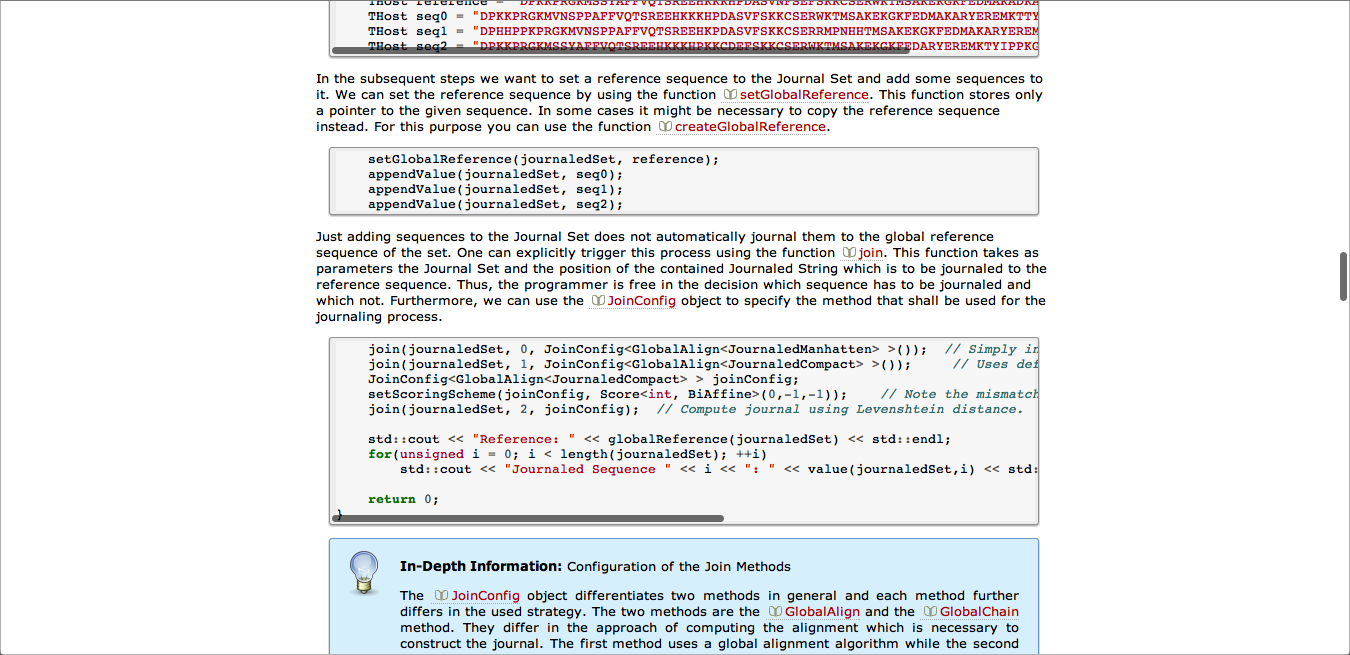 THost seq0 = "DPKKPRGKMVNSPPAFFVQTSREEHKKKHPDASVFSKKCSERWKTMSAKEKGKFEDMAKARYEREMKTTY
THost seq1 = "DPHHPPKPRGKMVNSPPAFFVQTSREEHKPDASVFSKKCSERRMPNHHTMSAKEKGKFEDMAKARYEREM
THost seq2 = "DPKKPRGKMSSYAFFVQTSREEHKKKHPKKCDEFSKKCSERWKTMSAKEKGKFEDARYEREMKTYIPPKG
In the subsequent steps we want to set a reference sequence to the Journal Set and add some sequences to
it. We can set the reference sequence by using the function setGlobalReference. This function stores only
a pointer to the given sequence. In some cases it might be necessary to copy the reference sequence
instead. For this purpose you can use the function createGlobalReference.
setGlobalReference(journaledSet, reference);
appendValue(journaledSet, seq0);
appendValue(journaledSet, seq1);
appendValue(journaledSet, seq2);
Just adding sequences to the Journal Set does not automatically journal them to the global reference
sequence of the set. One can explicitly trigger this process using the function join. This function takes as
parameters the Journal Set and the position of the contained Journaled String which is to be journaled to the
reference sequence. Thus, the programmer is free in the decision which sequence has to be journaled and
which not. Furthermore, we can use the JoinConfig object to specify the method that shall be used for the
journaling process.
join(journaledSet, 0, JoinConfig<GlobalAlign<JournaledManhatten> >()); // Simply in
join(journaledSet, 1, JoinConfig<GlobalAlign<JournaledCompact> >()); // Uses def
JoinConfig<GlobalAlign<JournaledCompact> > joinConfig;
setScoringScheme(joinConfig, Score<int, BiAffine>(0,-1,-1)); // Note the mismatch
join(journaledSet, 2, joinConfig); // Compute journal using Levenshtein distance.
std::cout << "Reference: " << globalReference(journaledSet) << std::endl;
for(unsigned i = 0; i < length(journaledSet); ++i)
std::cout << "Journaled Sequence " << i << ": " << value(journaledSet,i) << std:
return 0;
}
In-Depth Information: Configuration of the Join Methods
The JoinConfig object differentiates two methods in general and each method further
differs in the used strategy. The two methods are the GlobalAlign and the GlobalChain
method. They differ in the approach of computing the alignment which is necessary to
construct the journal. The first method uses a global alignment algorithm while the second